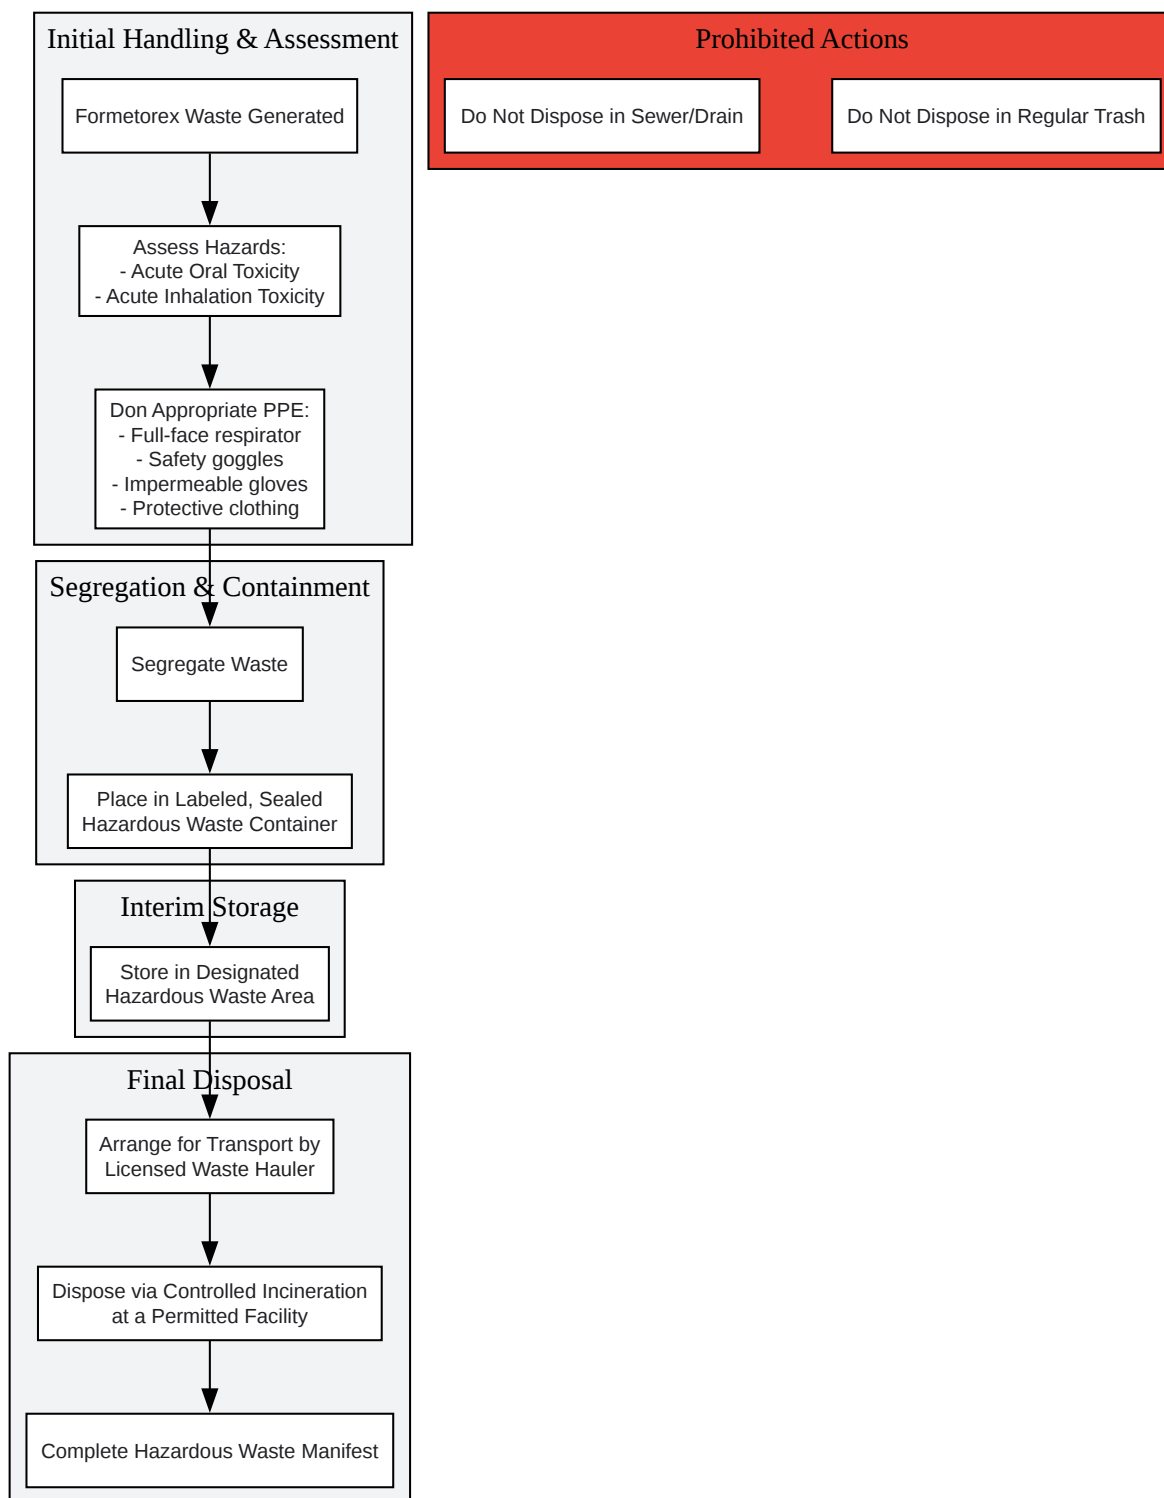 Initial Handling & Assessment
Formetorex Waste Generated
Assess Hazards:
- Acute Oral Toxicity
- Acute Inhalation Toxicity
Don Appropriate PPE:
- Full-face respirator
- Safety goggles
- Impermeable gloves
- Protective clothing
Segregation & Containment
Segregate Waste
Place in Labeled, Sealed
Hazardous Waste Container
Interim Storage
Store in Designated
Hazardous Waste Area
Final Disposal
Arrange for Transport by
Licensed Waste Hauler
Dispose via Controlled Incineration
at a Permitted Facility
Complete Hazardous Waste Manifest
Prohibited Actions
Do Not Dispose in Sewer/Drain
Do Not Dispose in Regular Trash